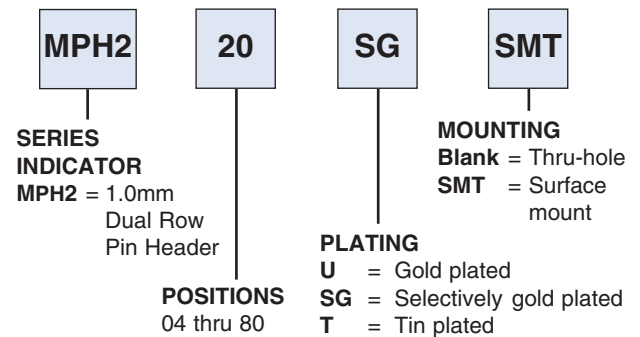 MPH2 20 SG SMT
SERIES
INDICATOR
MPH2 = 1.0mm
Dual Row
Pin Header
POSITIONS
04 thru 80
PLATING
U = Gold plated
SG = Selectively gold plated
T = Tin plated
MOUNTING
Blank = Thru-hole
SMT = Surface
mount